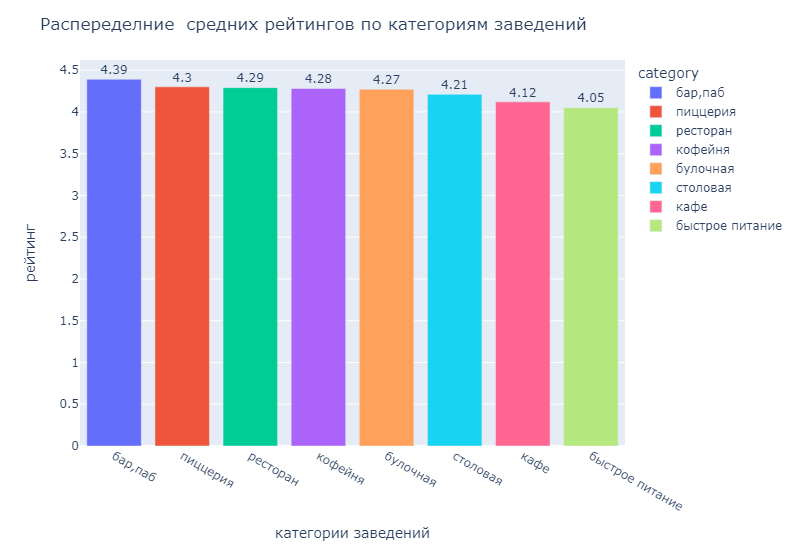 Распеределние  средних рейтингов по категориям заведений
4.39
4.3
4.29
4.28
4.27
4.21
4.12
4.05
4.5
4
3.5
3
2.5
2
1.5
1
0.5
0
рейтинг
бар,паб
пиццерия
ресторан
кофейня
булочная
столовая
кафе
быстрое питание
категории заведений
category
бар,паб
пиццерия
ресторан
кофейня
булочная
столовая
кафе
быстрое питание